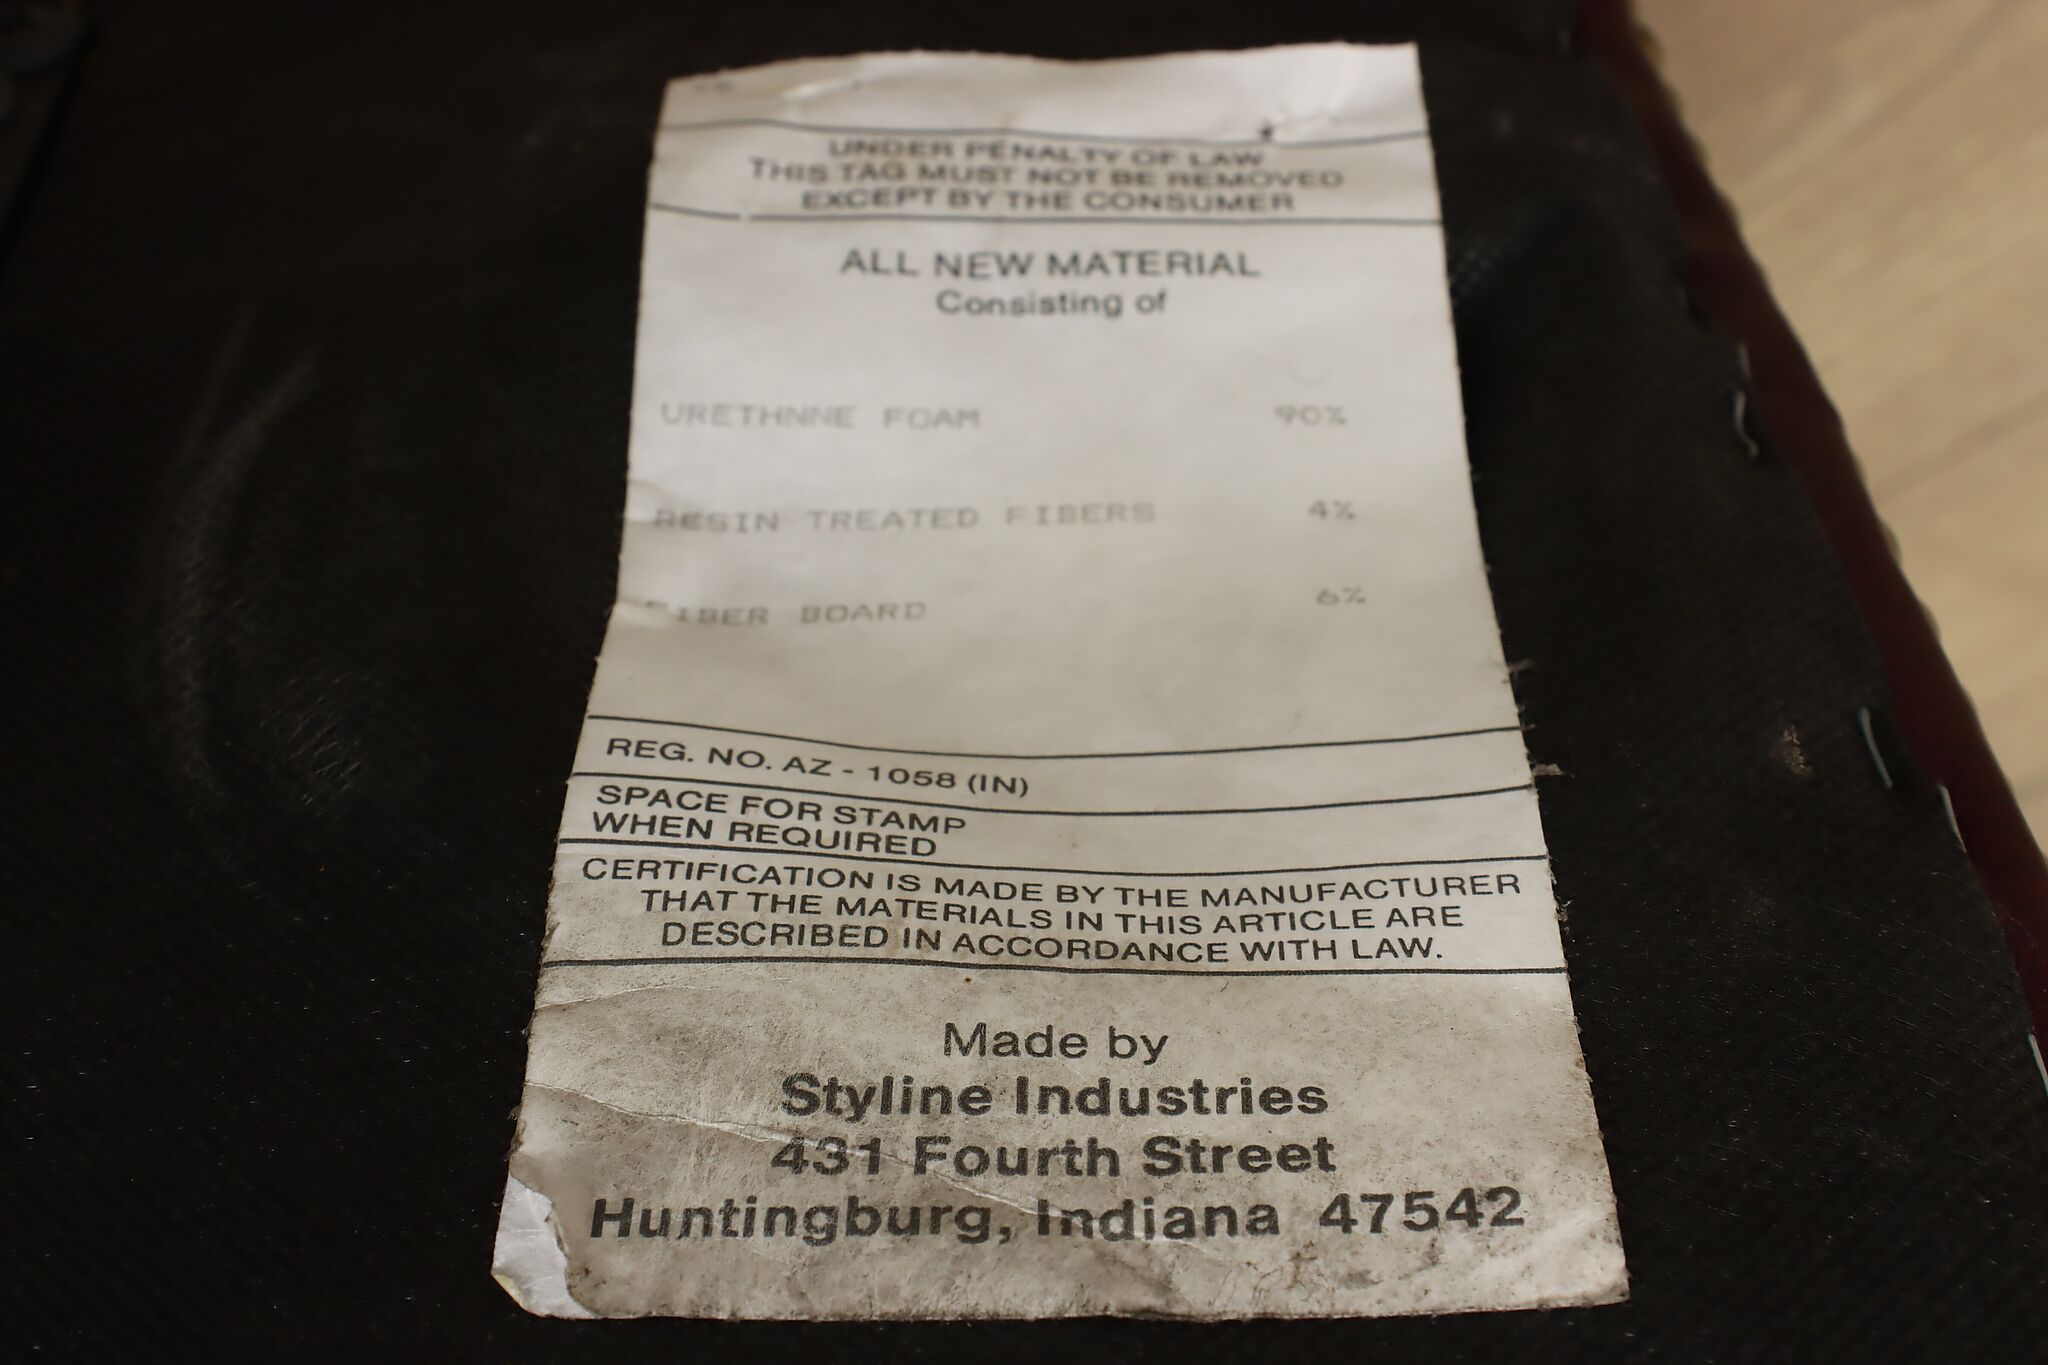 UNDER PENALTY OF LAW
THIS TAG MUST NOT BE REMOVED
EXCEPT BY THE CONSUMER
ALL NEW MATERIAL
Consisting of
URETHNNE FOAM 90%
RESIN TREATED FIBERS 4%
FIBER BOARD 6%
REG. NO. AZ - 1058 (IN)
SPACE FOR STAMP
WHEN REQUIRED
CERTIFICATION IS MADE BY THE MANUFACTURER
THAT THE MATERIALS IN THIS ARTICLE ARE
DESCRIBED IN ACCORDANCE WITH LAW.
Made by
Styline Industries
431 Fourth Street
Huntingburg, Indiana 47542